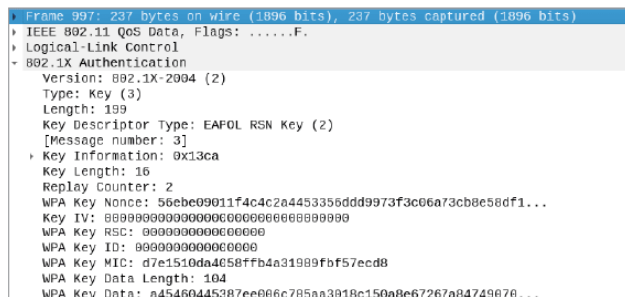 Frame 997: 237 bytes on wire (1896 bits), 237 bytes captured (1896 bits)
IEEE 802.11 QoS Data, Flags: ......F.
Logical-Link Control
802.1X Authentication
Version: 802.1X-2004 (2)
Type: Key (3)
Length: 199
Key Descriptor Type: EAPOL RSN Key (2)
[Message number: 3]
Key Information: 0x13ca
Key Length: 16
Replay Counter: 2
WPA Key Nonce: 56ebe09011f4c4c2a4453356ddd9973f3c06a73cb8e58df1...
Key IV: 00000000000000000000000000000000
WPA Key RSC: 0000000000000000
WPA Key ID: 0000000000000000
WPA Key MIC: d7e1510da4058ffb4a31989fbf57ecd8
WPA Key Data Length: 104
WPA Key Data: a45460445387ee006c785aa3018c150a8e67267a84749070...